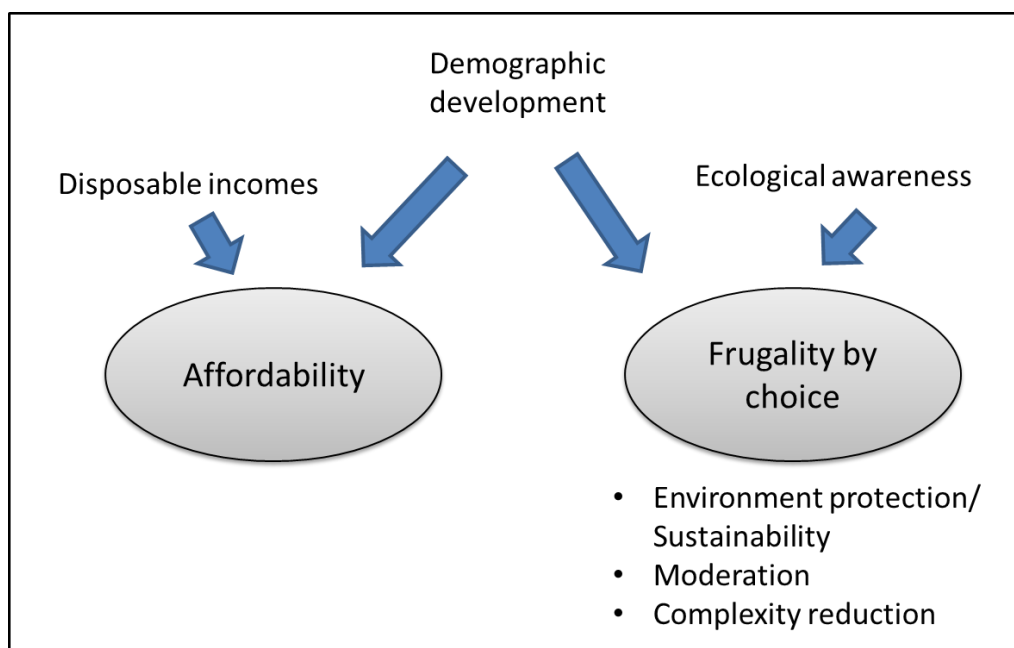 Demographic
development
Disposable incomes
Ecological awareness
Affordability
Frugality by
choice
• Environment protection/
Sustainability
• Moderation
• Complexity reduction